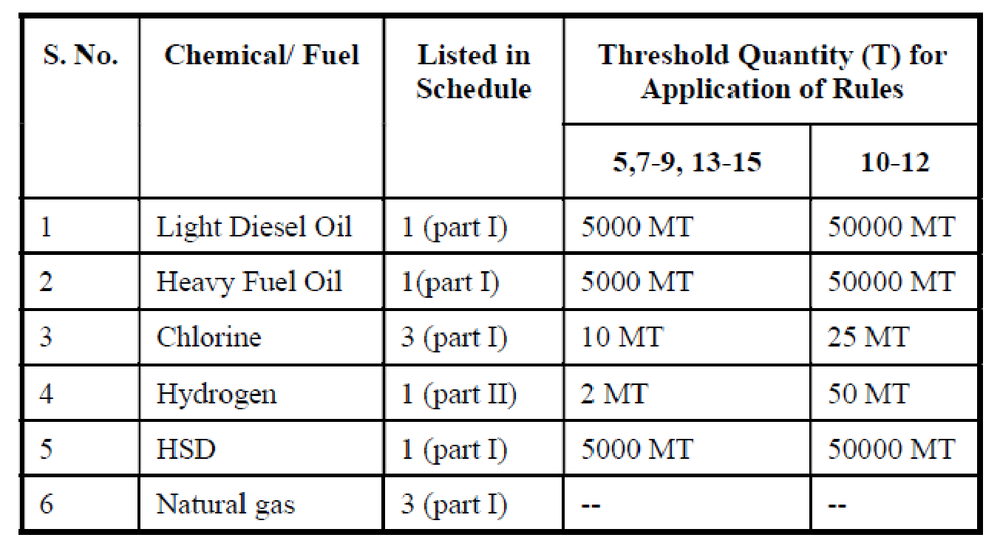 S. No. Chemical/ Fuel Listed in Schedule Threshold Quantity (T) for Application of Rules
5,7-9, 13-15 10-12
1 Light Diesel Oil 1 (part I) 5000 MT 50000 MT
2 Heavy Fuel Oil 1(part I) 5000 MT 50000 MT
3 Chlorine 3 (part I) 10 MT 25 MT
4 Hydrogen 1 (part II) 2 MT 50 MT
5 HSD 1 (part I) 5000 MT 50000 MT
6 Natural gas 3 (part I) -- --